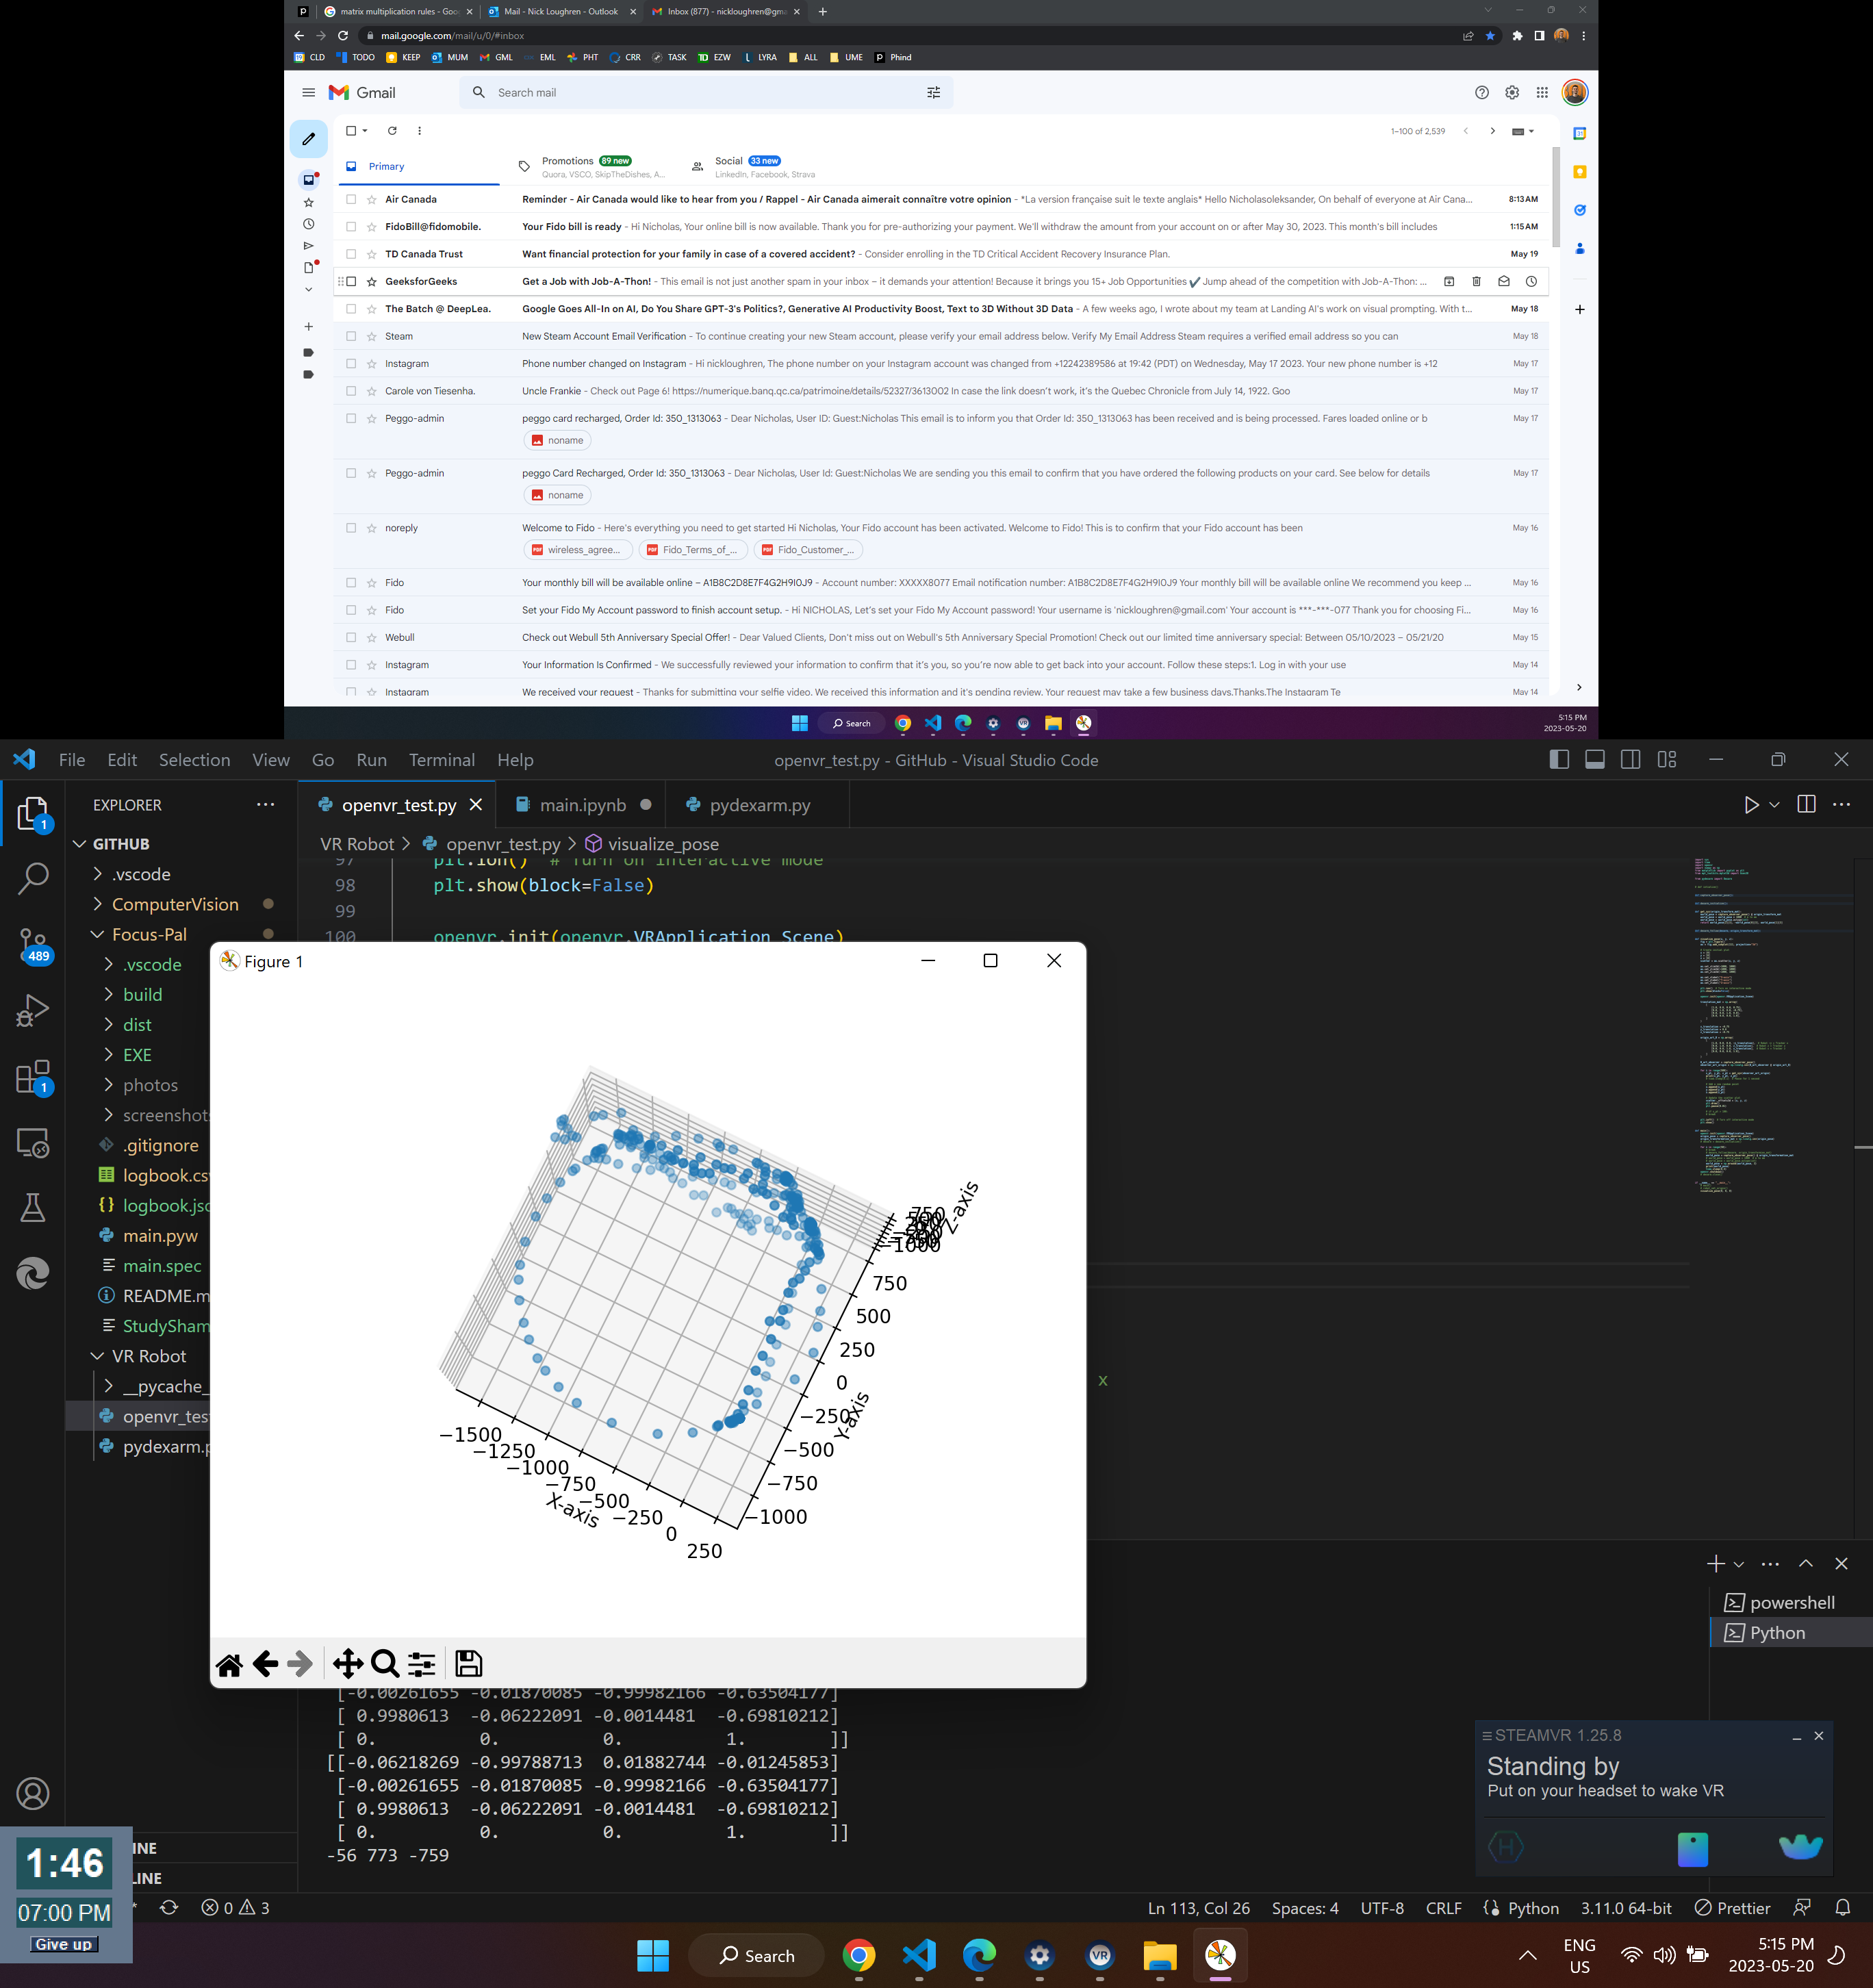 matrix multiplication rules - Goo
Mail - Nick Loughren - Outlook
Inbox (877) - nickloughren@gma
mail.google.com/mail/u/0/#inbox
CLD TODO KEEP MUM GML EML PHT CRR TASK EZW LYRA ALL UME Phind
Gmail
Search mail
1–100 of 2,539
Primary
Promotions 89 new
Quora, VSCO, SkipTheDishes, A...
Social 33 new
LinkedIn, Facebook, Strava
Air Canada Reminder - Air Canada would like to hear from you / Rappel - Air Canada aimerait connaître votre opinion - *La version française suit le texte anglais* Hello Nicholasoleksander, On behalf of everyone at Air Cana... 8:13 AM
FidoBill@fidomobile. Your Fido bill is ready - Hi Nicholas, Your online bill is now available. Thank you for pre-authorizing your payment. We'll withdraw the amount from your account on or after May 30, 2023. This month's bill includes 1:15 AM
TD Canada Trust Want financial protection for your family in case of a covered accident? - Consider enrolling in the TD Critical Accident Recovery Insurance Plan. May 19
GeeksforGeeks Get a Job with Job-A-Thon! - This email is not just another spam in your inbox – it demands your attention! Because it brings you 15+ Job Opportunities ✔ Jump ahead of the competition with Job-A-Thon: ...
The Batch @ DeepLea. Google Goes All-In on AI, Do You Share GPT-3's Politics?, Generative AI Productivity Boost, Text to 3D Without 3D Data - A few weeks ago, I wrote about my team at Landing AI's work on visual prompting. With t... May 18
Steam New Steam Account Email Verification - To continue creating your new Steam account, please verify your email address below. Verify My Email Address Steam requires a verified email address so you can May 18
Instagram Phone number changed on Instagram - Hi nickloughren, The phone number on your Instagram account was changed from +12242389586 at 19:42 (PDT) on Wednesday, May 17 2023. Your new phone number is +12 May 17
Carole von Tiesenha. Uncle Frankie - Check out Page 6! https://numerique.banq.qc.ca/patrimoine/details/52327/3613002 In case the link doesn't work, it's the Quebec Chronicle from July 14, 1922. Goo May 17
Peggo-admin peggo card recharged, Order Id: 350_1313063 - Dear Nicholas, User ID: Guest:Nicholas This email is to inform you that Order Id: 350_1313063 has been received and is being processed. Fares loaded online or b May 17
noname
Peggo-admin peggo Card Recharged, Order Id: 350_1313063 - Dear Nicholas, User Id: Guest:Nicholas We are sending you this email to confirm that you have ordered the following products on your card. See below for details May 17
noname
noreply Welcome to Fido - Here's everything you need to get started Hi Nicholas, Your Fido account has been activated. Welcome to Fido! This is to confirm that your Fido account has been May 16
wireless_agree... Fido_Terms_of_... Fido_Customer_...
Fido Your monthly bill will be available online – A1B8C2D8E7F4G2H9I0J9 - Account number: XXXXX8077 Email notification number: A1B8C2D8E7F4G2H9I0J9 Your monthly bill will be available online We recommend you keep ... May 16
Fido Set your Fido My Account password to finish account setup. - Hi NICHOLAS, Let's set your Fido My Account password! Your username is 'nickloughren@gmail.com' Your account is ***-***-077 Thank you for choosing Fi... May 16
Webull Check out Webull 5th Anniversary Special Offer! - Dear Valued Clients, Don't miss out on Webull's 5th Anniversary Special Promotion! Check out our limited time anniversary special: Between 05/10/2023 – 05/21/20 May 15
Instagram Your Information Is Confirmed - We successfully reviewed your information to confirm that it's you, so you're now able to get back into your account. Follow these steps:1. Log in with your use May 14
Instagram We received your request - Thanks for submitting your selfie video. We received this information and it's pending review. Your request may take a few business days.Thanks.The Instagram Te May 14
Search
5:15 PM
2023-05-20
File Edit Selection View Go Run Terminal Help
openvr_test.py - GitHub - Visual Studio Code
EXPLORER
openvr_test.py main.ipynb pydexarm.py
VR Robot > openvr_test.py > visualize_pose
97 plt.ion() # Turn on interactive mode
98 plt.show(block=False)
99
100 openvr.init(openvr.VRApplication_Scene)
x
1
489
1
GITHUB
.vscode
ComputerVision
Focus-Pal
.vscode
build
dist
EXE
photos
screenshot
.gitignore
logbook.cs
logbook.jso
main.pyw
main.spec
README.m
StudySham
VR Robot
__pycache_
openvr_tes
pydexarm.p
Figure 1
Z-axis
750
−1000
750
500
250
0
−250
−500
−750
−1000
Y-axis
−1500
−1250
−1000
−750
−500
−250
0
250
X-axis
powershell
Python
[-0.00261655 -0.01870085 -0.99982166 -0.63504177]
[ 0.9980613 -0.06222091 -0.0014481 -0.69810212]
[ 0. 0. 0. 1. ]]
[[-0.06218269 -0.99788713 0.01882744 -0.01245853]
[-0.00261655 -0.01870085 -0.99982166 -0.63504177]
[ 0.9980613 -0.06222091 -0.0014481 -0.69810212]
[ 0. 0. 0. 1. ]]
-56 773 -759
STEAMVR 1.25.8
Standing by
Put on your headset to wake VR
INE
LINE
1:46
07:00 PM
Give up
0 3
Ln 113, Col 26 Spaces: 4 UTF-8 CRLF Python 3.11.0 64-bit Prettier
Search
ENG
US
5:15 PM
2023-05-20